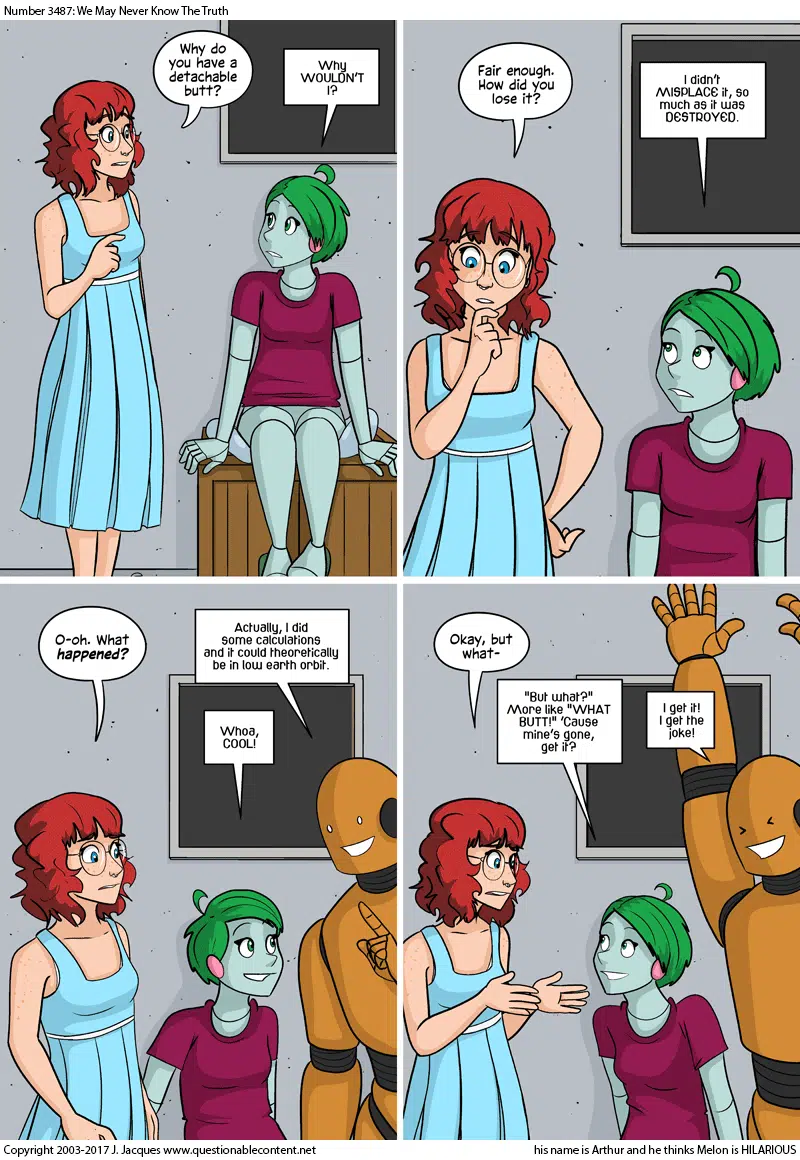 Number 3487: We May Never Know The Truth
Why do
you have a
detachable
butt?
Why
WOULDN'T
I?
Fair enough.
How did you
lose it?
I didn't
MISPLACE it, so
much as it was
DESTROYED.
O-oh. What
happened?
Actually, I did
some calculations
and it could theoretically
be in low earth orbit.
Whoa,
COOL!
Okay, but
what-
"But what?"
More like "WHAT
BUTT!" 'Cause
mine's gone,
get it?
I get it!
I get the
joke!
Copyright 2003-2017 J. Jacques www.questionablecontent.net
his name is Arthur and he thinks Melon is HILARIOUS